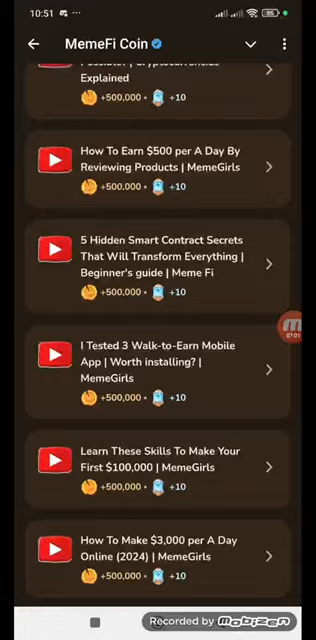 10:51
85
MemeFi Coin
Explained
+500,000 • +10
How To Earn $500 per A Day By
Reviewing Products | MemeGirls
+500,000 • +10
5 Hidden Smart Contract Secrets
That Will Transform Everything |
Beginner's guide | Meme Fi
+500,000 • +10
I Tested 3 Walk-to-Earn Mobile
App | Worth installing? |
MemeGirls
+500,000 • +10
07:01
Learn These Skills To Make Your
First $100,000 | MemeGirls
+500,000 • +10
How To Make $3,000 per A Day
Online (2024) | MemeGirls
+500,000 • +10
Recorded by mobizen